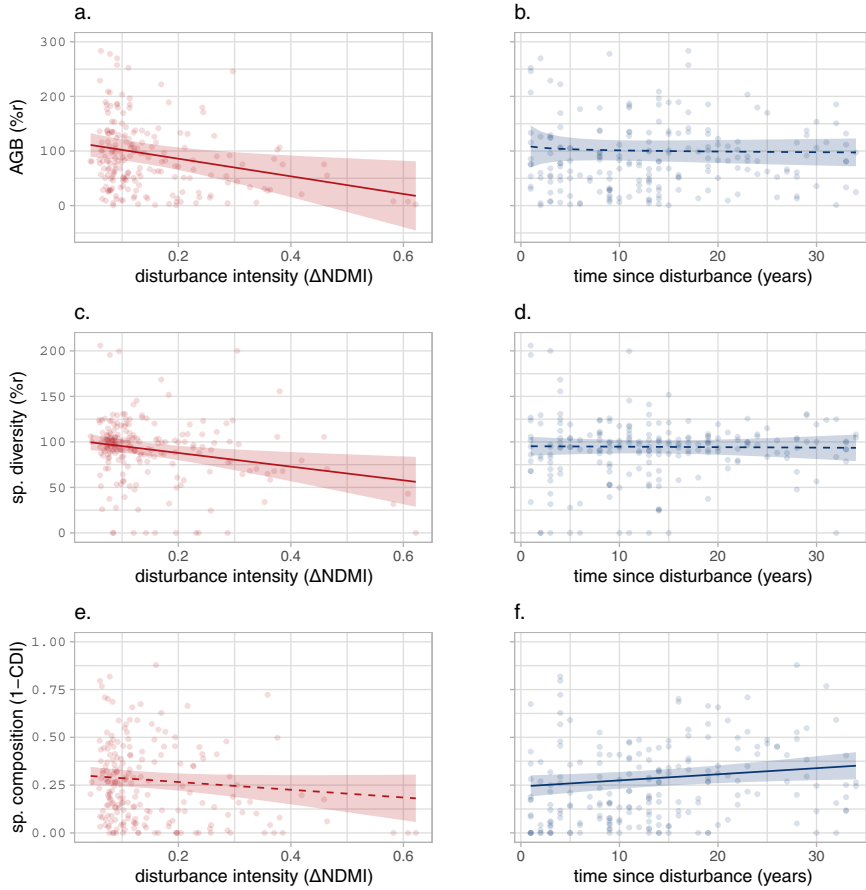 a.
b.
AGB (%r)
300
200
100
0
0.2
0.4
0.6
0
10
20
30
disturbance intensity (ΔNDMI)
time since disturbance (years)
c.
d.
sp. diversity (%r)
200
150
100
50
0
0.2
0.4
0.6
0
10
20
30
disturbance intensity (ΔNDMI)
time since disturbance (years)
e.
f.
sp. composition (1−CDI)
1.00
0.75
0.50
0.25
0.00
0.2
0.4
0.6
0
10
20
30
disturbance intensity (ΔNDMI)
time since disturbance (years)